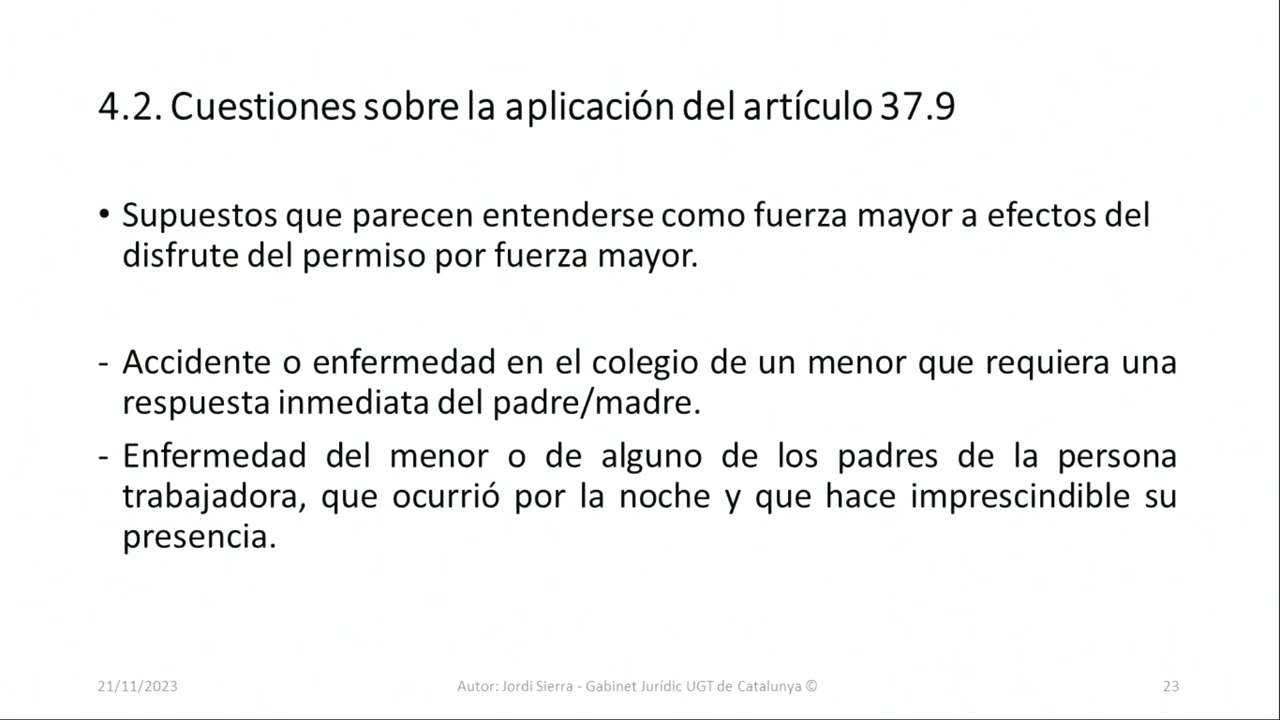 4.2. Cuestiones sobre la aplicación del artículo 37.9
• Supuestos que parecen entenderse como fuerza mayor a efectos del
disfrute del permiso por fuerza mayor.
- Accidente o enfermedad en el colegio de un menor que requiera una
respuesta inmediata del padre/madre.
- Enfermedad del menor o de alguno de los padres de la persona
trabajadora, que ocurrió por la noche y que hace imprescindible su
presencia.
21/11/2023 Autor: Jordi Sierra - Gabinet Jurídic UGT de Catalunya © 23